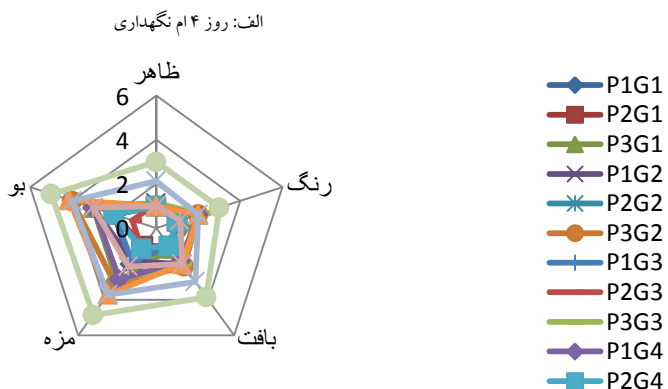 الف: روز ۴ ام نگهداری
ظاهر
رنگ
بافت
مزه
بو
6
4
2
0
P1G1
P2G1
P3G1
P1G2
P2G2
P3G2
P1G3
P2G3
P3G3
P1G4
P2G4